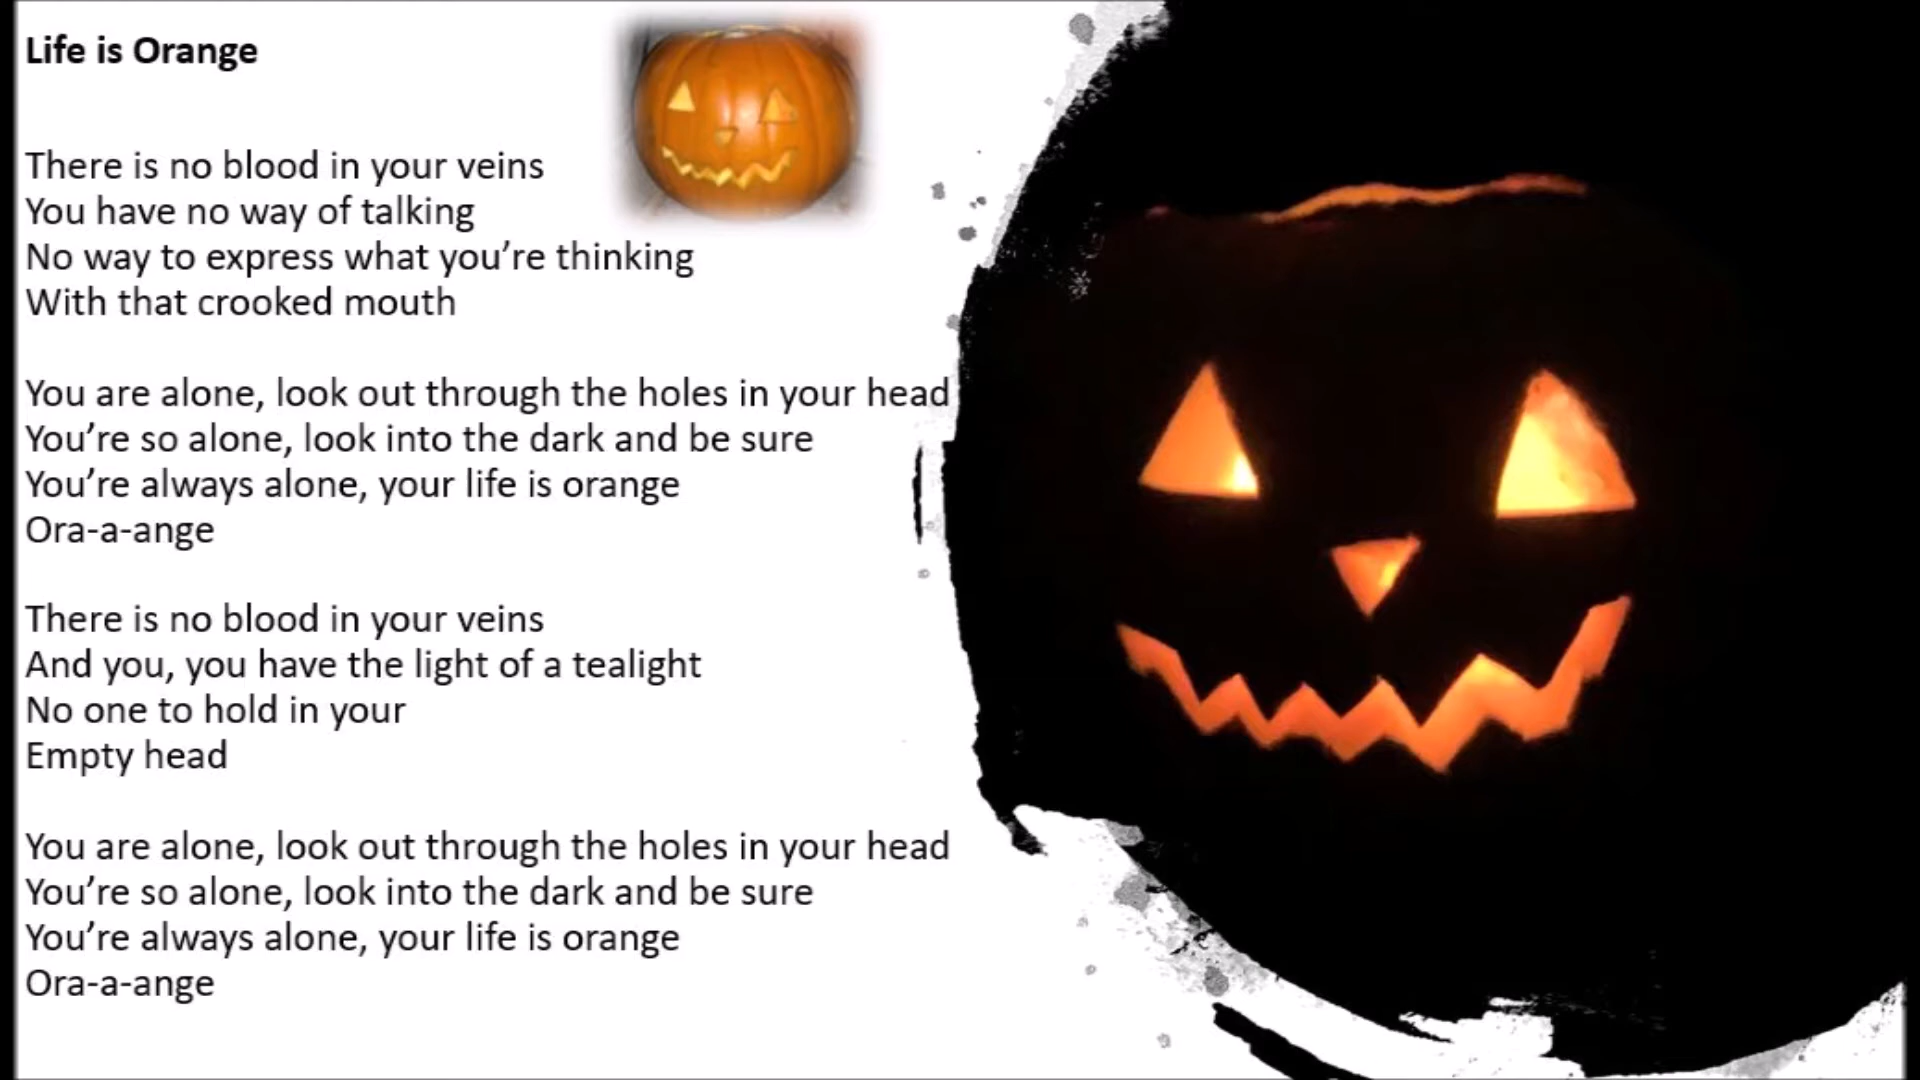 Life is Orange
There is no blood in your veins
You have no way of talking
No way to express what you’re thinking
With that crooked mouth
You are alone, look out through the holes in your head
You’re so alone, look into the dark and be sure
You’re always alone, your life is orange
Ora-a-ange
There is no blood in your veins
And you, you have the light of a tealight
No one to hold in your
Empty head
You are alone, look out through the holes in your head
You’re so alone, look into the dark and be sure
You’re always alone, your life is orange
Ora-a-ange